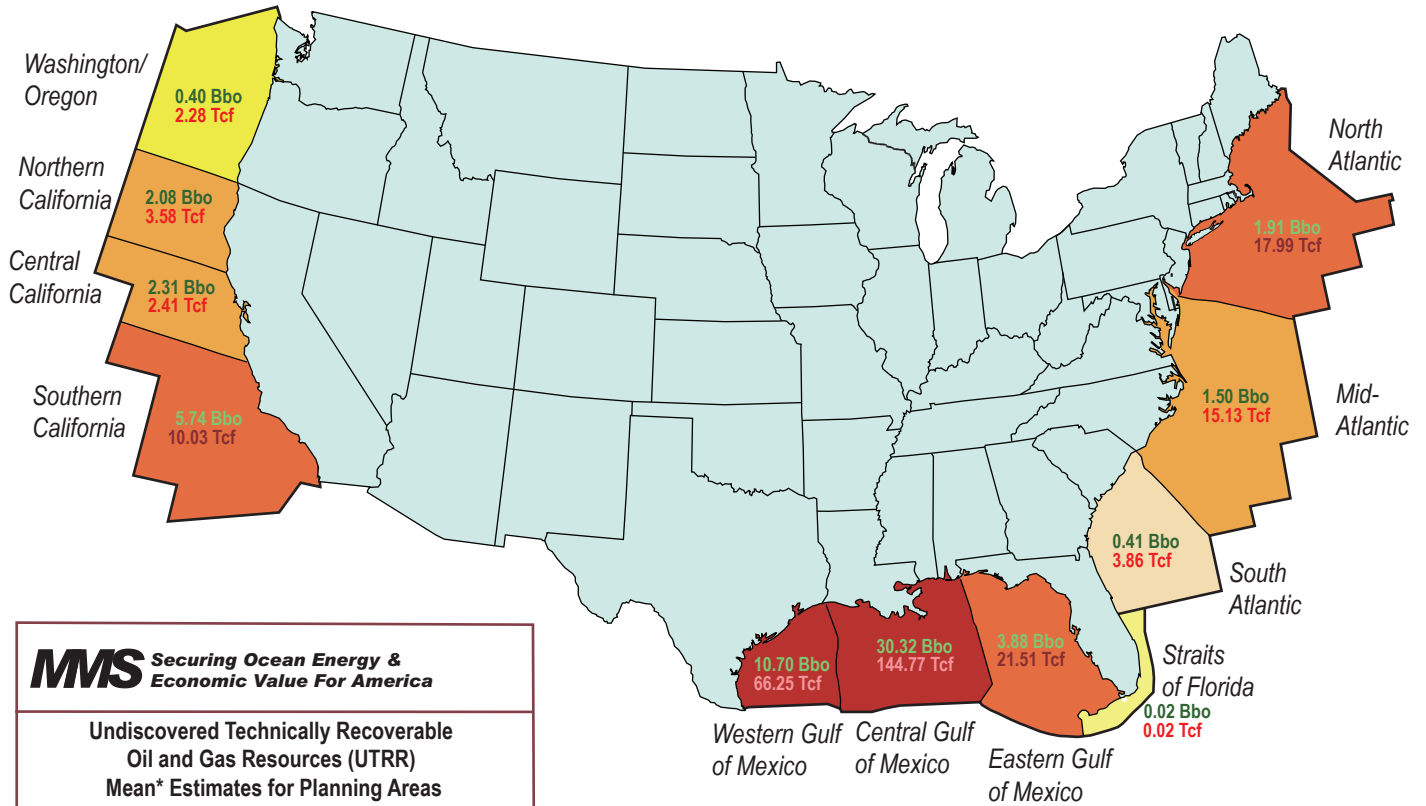 Washington/
Oregon
0.40 Bbo
2.28 Tcf
Northern
California
2.08 Bbo
3.58 Tcf
Central
California
2.31 Bbo
2.41 Tcf
Southern
California
5.74 Bbo
10.03 Tcf
North
Atlantic
1.91 Bbo
17.99 Tcf
Mid-
Atlantic
1.50 Bbo
15.13 Tcf
South
Atlantic
0.41 Bbo
3.86 Tcf
Straits
of Florida
0.02 Bbo
0.02 Tcf
Eastern Gulf
of Mexico
3.88 Bbo
21.51 Tcf
Central Gulf
of Mexico
30.32 Bbo
144.77 Tcf
Western Gulf
of Mexico
10.70 Bbo
66.25 Tcf
MMS Securing Ocean Energy &
Economic Value For America
Undiscovered Technically Recoverable
Oil and Gas Resources (UTRR)
Mean* Estimates for Planning Areas